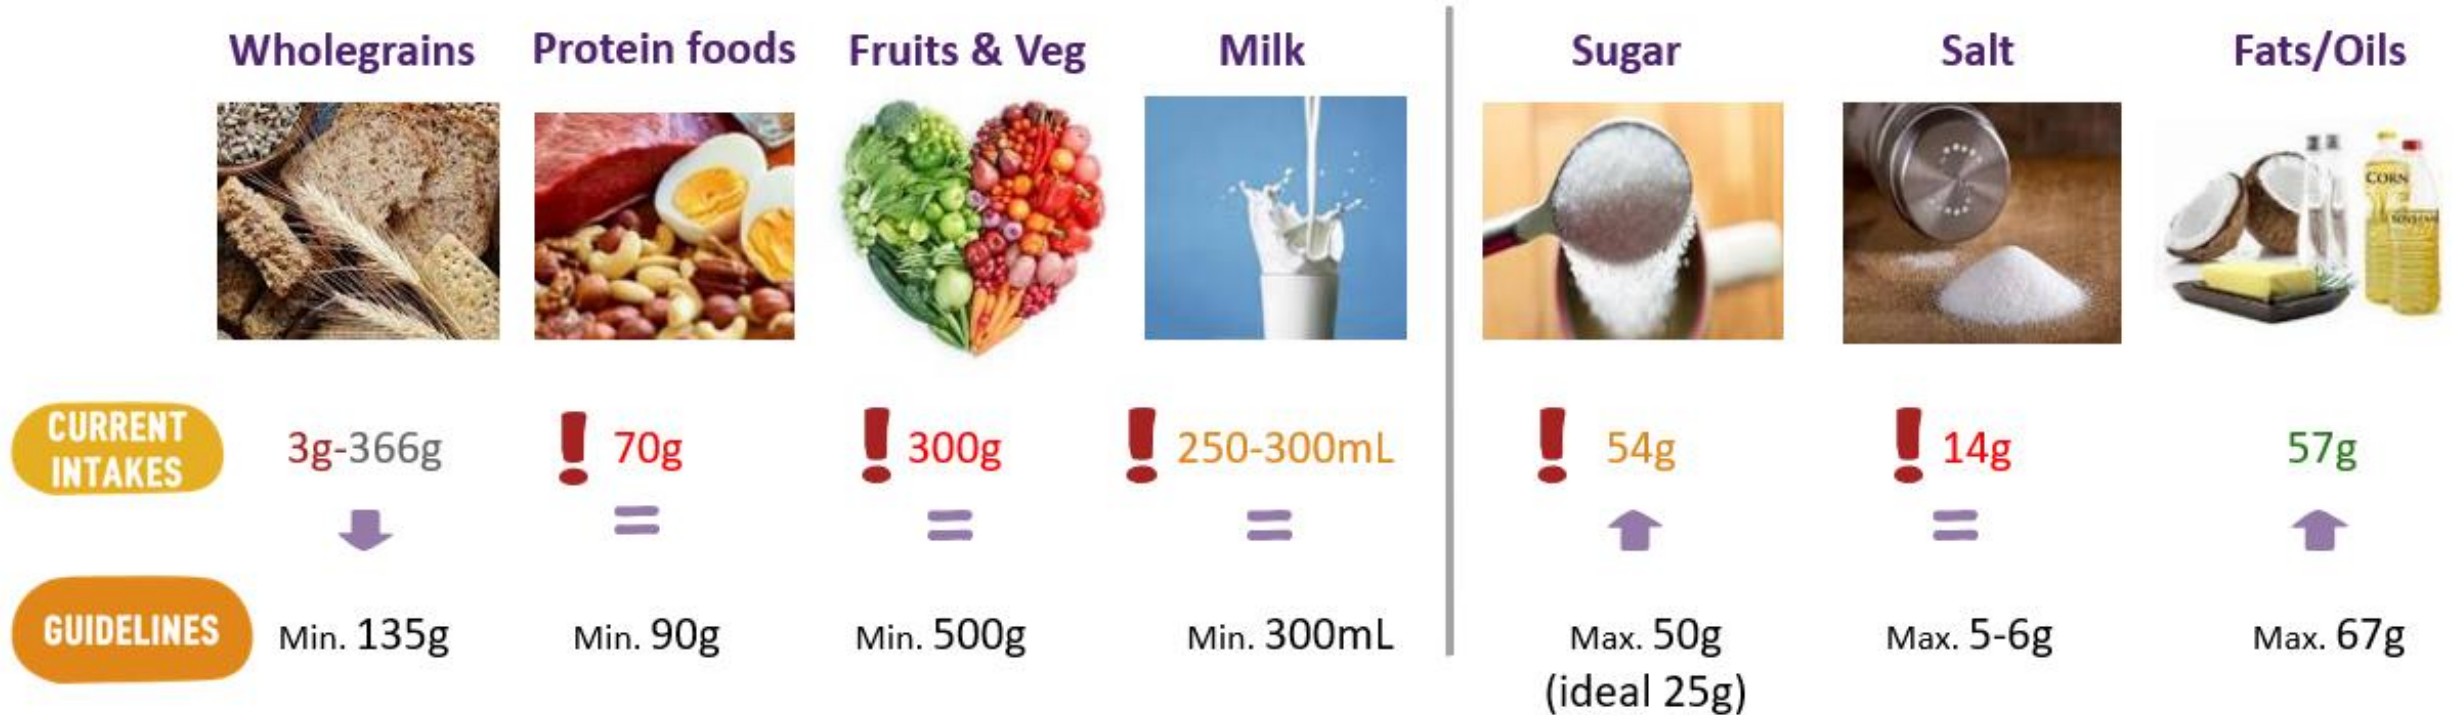 Wholegrains
Protein foods
Fruits & Veg
Milk
Sugar
Salt
Fats/Oils
CORN
CURRENT
INTAKES
3g-366g
! 70g
! 300g
! 250-300mL
! 54g
! 14g
57g
=
=
=
=
GUIDELINES
Min. 135g
Min. 90g
Min. 500g
Min. 300mL
Max. 50g
(ideal 25g)
Max. 5-6g
Max. 67g